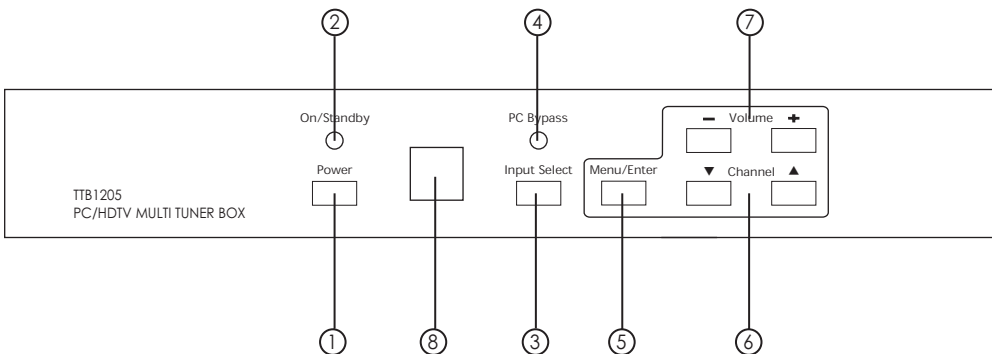 ② ④ ⑦
On/Standby PC Bypass − Volume +
Power Input Select Menu/Enter ▼ Channel ▲
TTB1205
PC/HDTV MULTI TUNER BOX
① ⑧ ③ ⑤ ⑥